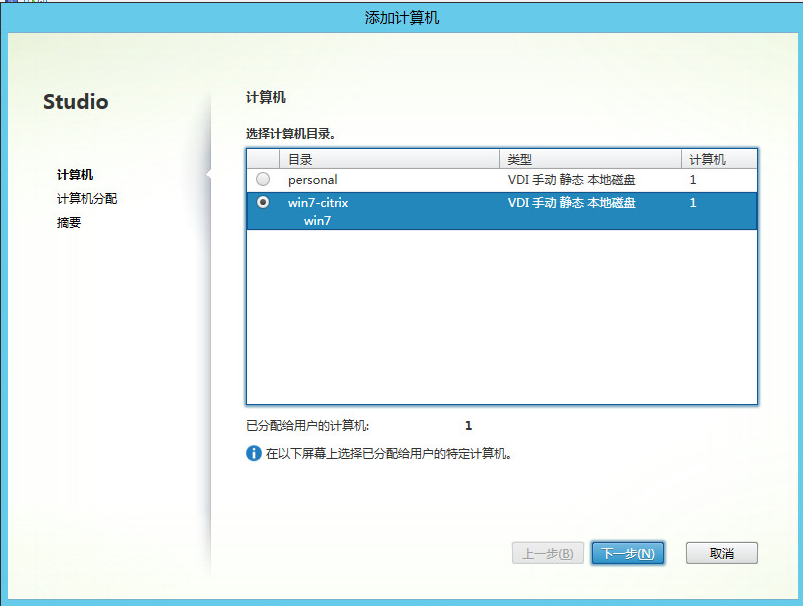 添加计算机
Studio
计算机
计算机分配
摘要
计算机
选择计算机目录。
目录 类型 计算机
personal VDI 手动 静态 本地磁盘 1
win7-citrix VDI 手动 静态 本地磁盘 1
win7
已分配给用户的计算机: 1
在以下屏幕上选择已分配给用户的特定计算机。
上一步(B) 下一步(N) 取消